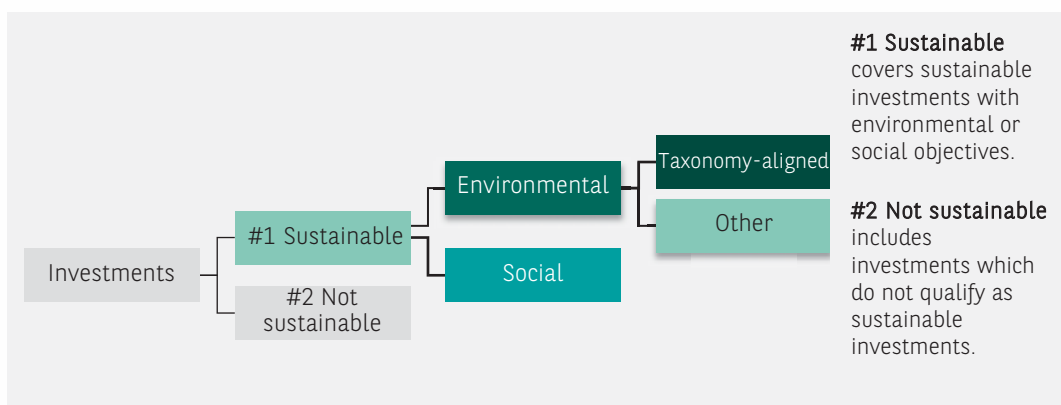 Investments
#1 Sustainable
#2 Not
sustainable
Environmental
Social
Taxonomy-aligned
Other
#1 Sustainable
covers sustainable
investments with
environmental or
social objectives.
#2 Not sustainable
includes
investments which
do not qualify as
sustainable
investments.